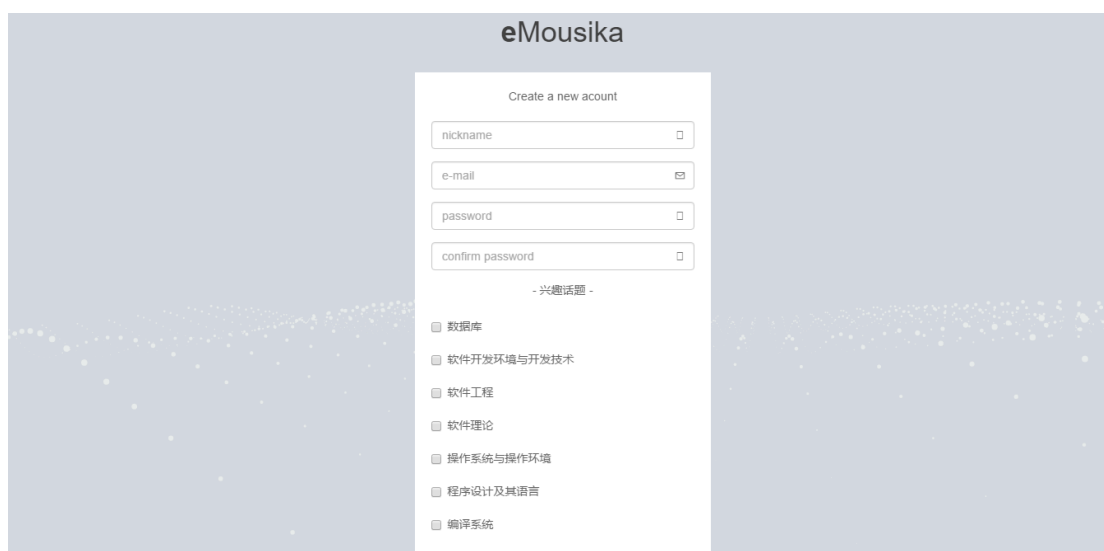 eMousika
Create a new acount
nickname
e-mail
password
confirm password
- 兴趣话题 -
数据库
软件开发环境与开发技术
软件工程
软件理论
操作系统与操作环境
程序设计及其语言
编译系统